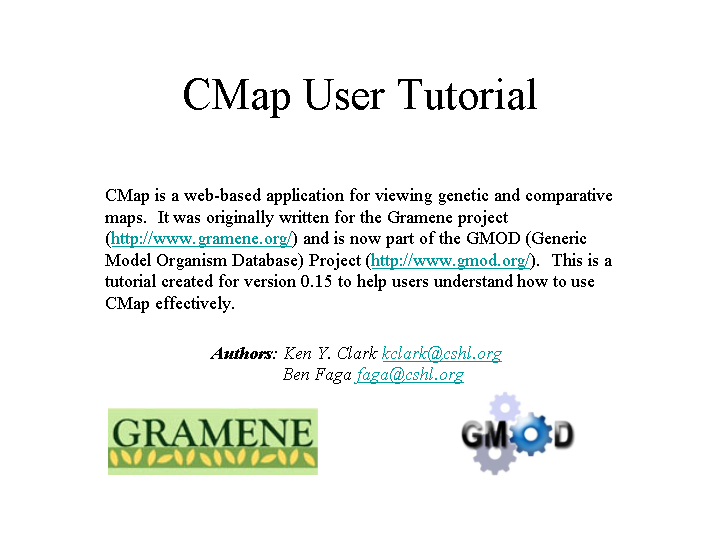 CMap User Tutorial
CMap is a web-based application for viewing genetic and comparative
maps.  It was originally written for the Gramene project
(http://www.gramene.org/) and is now part of the GMOD (Generic
Model Organism Database) Project (http://www.gmod.org/).  This is a
tutorial created for version 0.15 to help users understand how to use
CMap effectively.
Authors: Ken Y. Clark kclark@cshl.org
Ben Faga faga@cshl.org
GRAMENE
GMOD